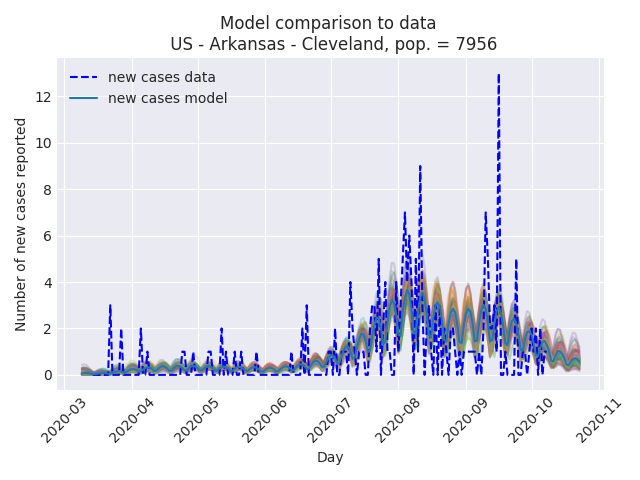 Model comparison to data
US - Arkansas - Cleveland, pop. = 7956
new cases data
new cases model
Number of new cases reported
12
10
8
6
4
2
0
2020-03
2020-04
2020-05
2020-06
2020-07
2020-08
2020-09
2020-10
2020-11
Day